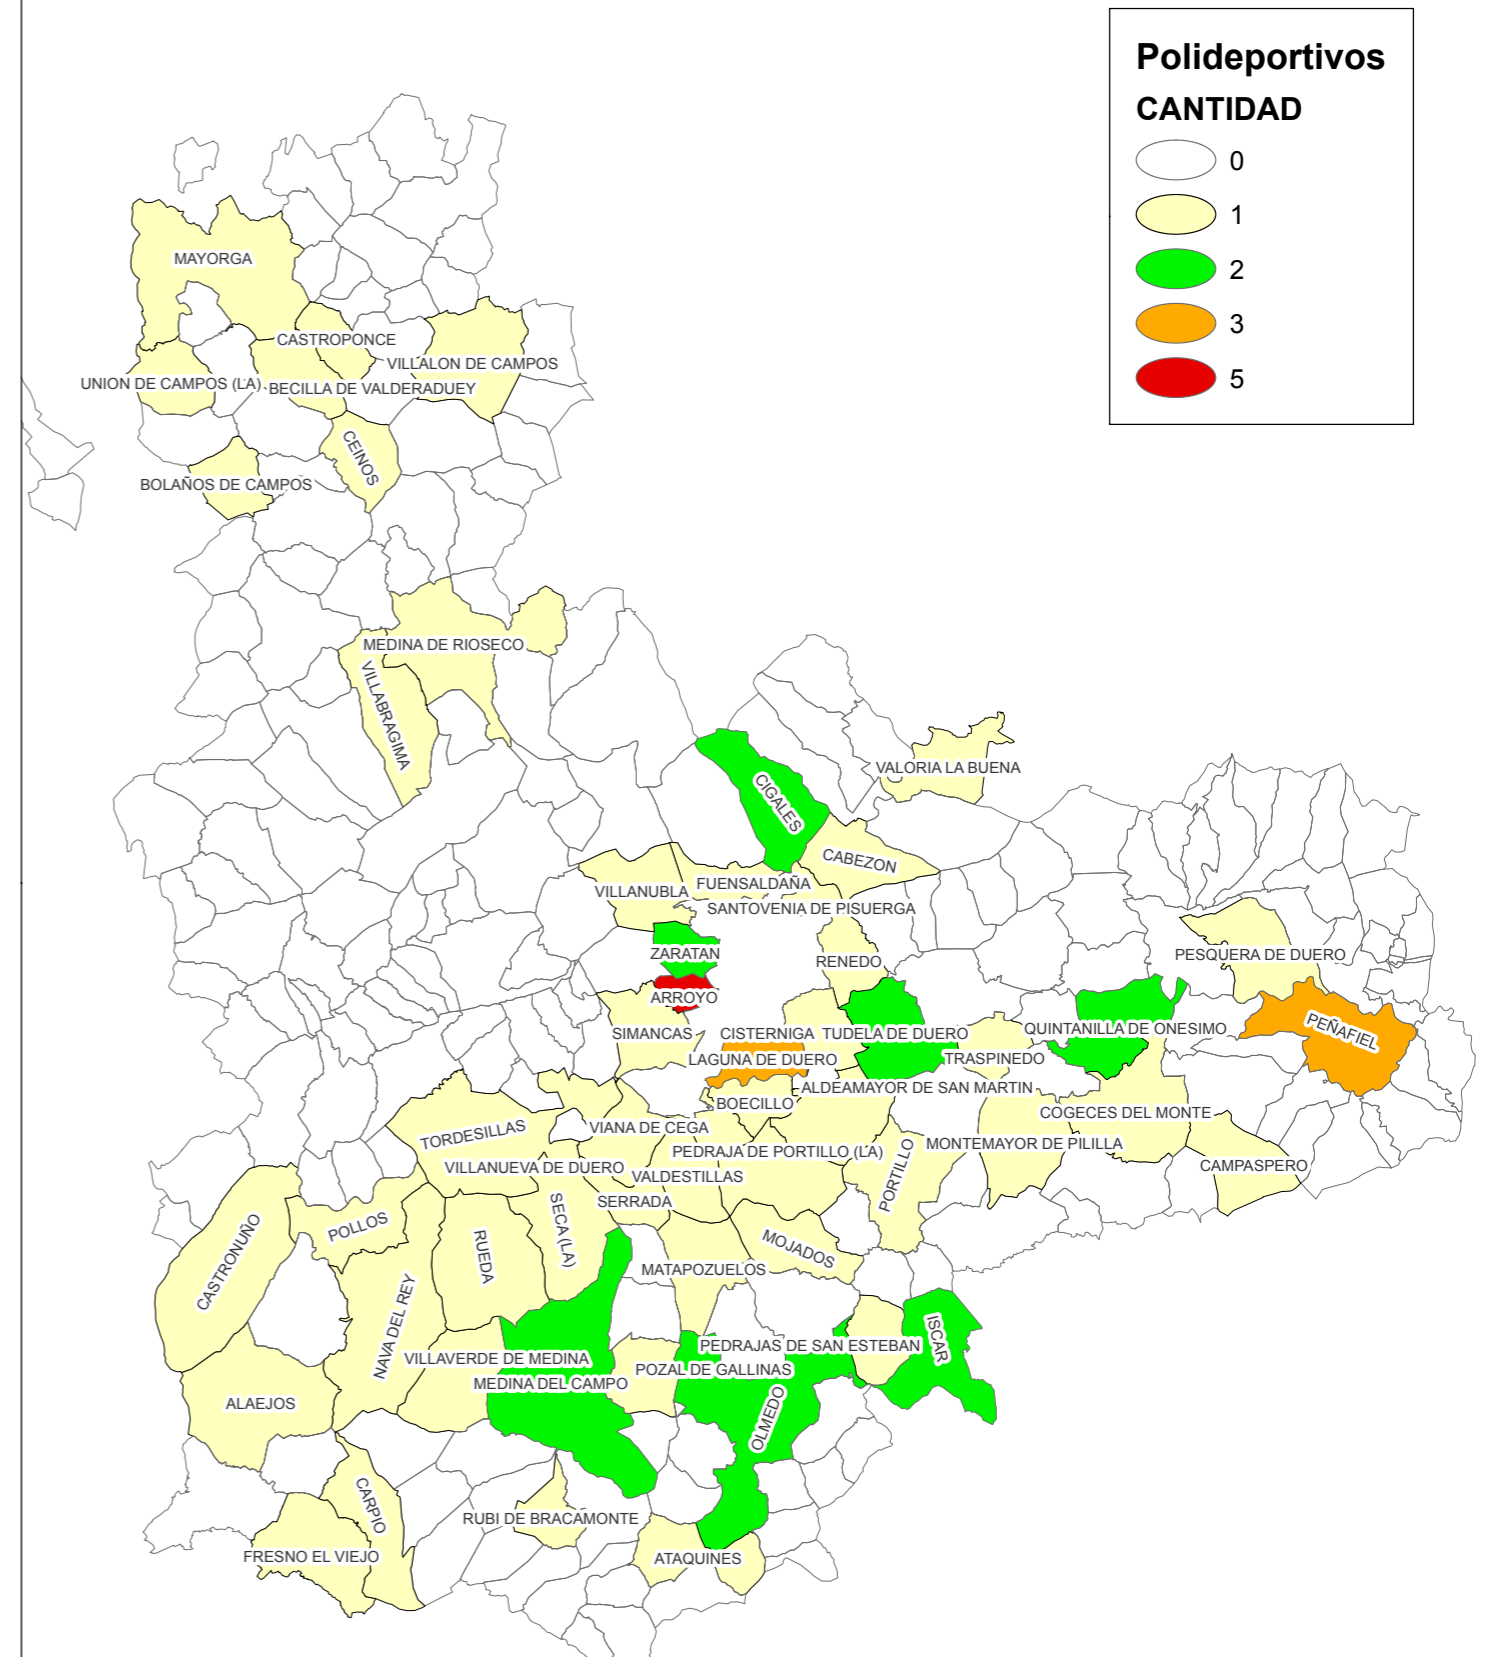 Polideportivos
CANTIDAD
0
1
2
3
5
MAYORGA
CASTROPONCE
VILLALON DE CAMPOS
UNION DE CAMPOS (LA)
BECILLA DE VALDERADUEY
CEINOS
BOLAÑOS DE CAMPOS
MEDINA DE RIOSECO
VILLABRAGIMA
VALORIA LA BUENA
CIGALES
CABEZON
VILLANUBLA
FUENSALDAÑA
SANTOVENIA DE PISUERGA
ZARATAN
RENEDO
PESQUERA DE DUERO
ARROYO
SIMANCAS
CISTERNIGA
TUDELA DE DUERO
QUINTANILLA DE ONESIMO
PEÑAFIEL
LAGUNA DE DUERO
TRASPINEDO
ALDEAMAYOR DE SAN MARTIN
BOECILLO
COGECES DEL MONTE
VIANA DE CEGA
TORDESILLAS
MONTEMAYOR DE PILILLA
PEDRAJA DE PORTILLO (LA)
VILLANUEVA DE DUERO
CAMPASPERO
VALDESTILLAS
PORTILLO
SERRADA
POLLOS
SECA (LA)
CASTRONUÑO
RUEDA
MOJADOS
MATAPOZUELOS
NAVA DEL REY
ISCAR
PEDRAJAS DE SAN ESTEBAN
VILLAVERDE DE MEDINA
POZAL DE GALLINAS
MEDINA DEL CAMPO
ALAEJOS
OLMEDO
CARPIO
RUBI DE BRACAMONTE
FRESNO EL VIEJO
ATAQUINES